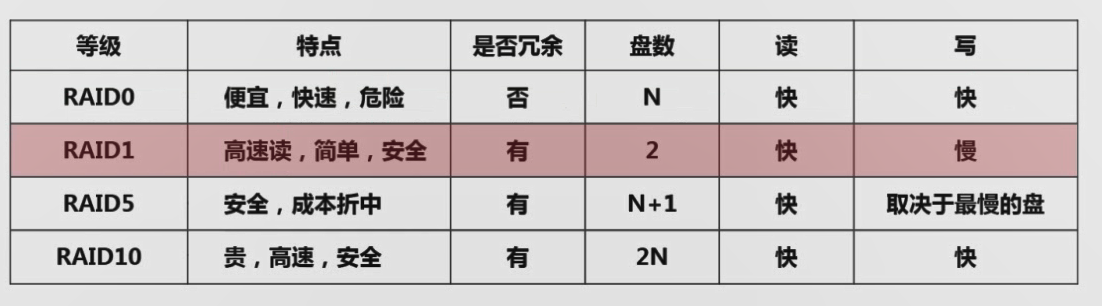 等级 特点 是否冗余 盘数 读 写
RAID0 便宜，快速，危险 否 N 快 快
RAID1 高速读，简单，安全 有 2 快 慢
RAID5 安全，成本折中 有 N+1 快 取决于最慢的盘
RAID10 贵，高速，安全 有 2N 快 快